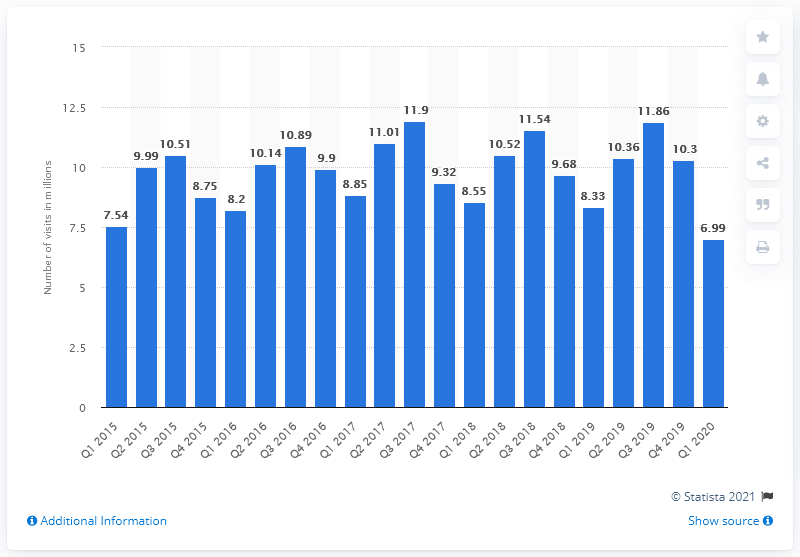 15
12.5
10
7.5
5
2.5
0
Number of visits in millions
7.54
9.99
10.51
8.75
8.2
10.14
10.89
9.9
8.85
11.01
11.9
9.32
8.55
10.52
11.54
9.68
8.33
10.36
11.86
10.3
6.99
Q1 2015
Q2 2015
Q3 2015
Q4 2015
Q1 2016
Q2 2016
Q3 2016
Q4 2016
Q1 2017
Q2 2017
Q3 2017
Q4 2017
Q1 2018
Q2 2018
Q3 2018
Q4 2018
Q1 2019
Q2 2019
Q3 2019
Q4 2019
Q1 2020
© Statista 2021
Additional Information
Show source